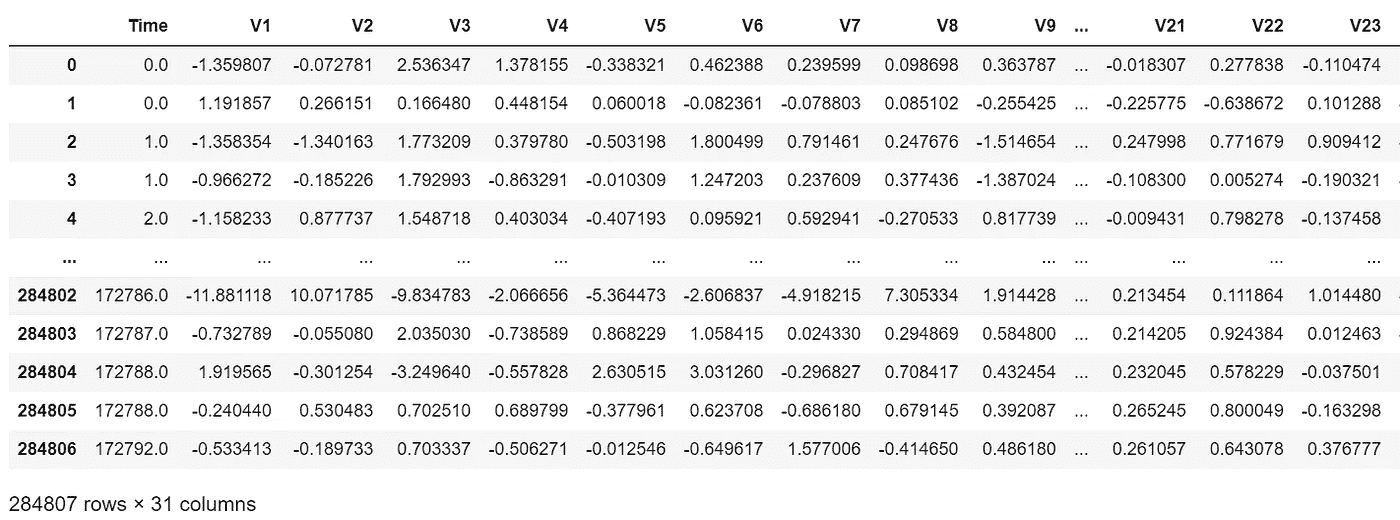 Time V1 V2 V3 V4 V5 V6 V7 V8 V9 ... V21 V22 V23
0 0.0 -1.359807 -0.072781 2.536347 1.378155 -0.338321 0.462388 0.239599 0.098698 0.363787 ... -0.018307 0.277838 -0.110474
1 0.0 1.191857 0.266151 0.166480 0.448154 0.060018 -0.082361 -0.078803 0.085102 -0.255425 ... -0.225775 -0.638672 0.101288
2 1.0 -1.358354 -1.340163 1.773209 0.379780 -0.503198 1.800499 0.791461 0.247676 -1.514654 ... 0.247998 0.771679 0.909412
3 1.0 -0.966272 -0.185226 1.792993 -0.863291 -0.010309 1.247203 0.237609 0.377436 -1.387024 ... -0.108300 0.005274 -0.190321
4 2.0 -1.158233 0.877737 1.548718 0.403034 -0.407193 0.095921 0.592941 -0.270533 0.817739 ... -0.009431 0.798278 -0.137458
... ... ... ... ... ... ... ... ... ... ... ... ... ... ...
284802 172786.0 -11.881118 10.071785 -9.834783 -2.066656 -5.364473 -2.606837 -4.918215 7.305334 1.914428 ... 0.213454 0.111864 1.014480
284803 172787.0 -0.732789 -0.055080 2.035030 -0.738589 0.868229 1.058415 0.024330 0.294869 0.584800 ... 0.214205 0.924384 0.012463
284804 172788.0 1.919565 -0.301254 -3.249640 -0.557828 2.630515 3.031260 -0.296827 0.708417 0.432454 ... 0.232045 0.578229 -0.037501
284805 172788.0 -0.240440 0.530483 0.702510 0.689799 -0.377961 0.623708 -0.686180 0.679145 0.392087 ... 0.265245 0.800049 -0.163298
284806 172792.0 -0.533413 -0.189733 0.703337 -0.506271 -0.012546 -0.649617 1.577006 -0.414650 0.486180 ... 0.261057 0.643078 0.376777
284807 rows × 31 columns